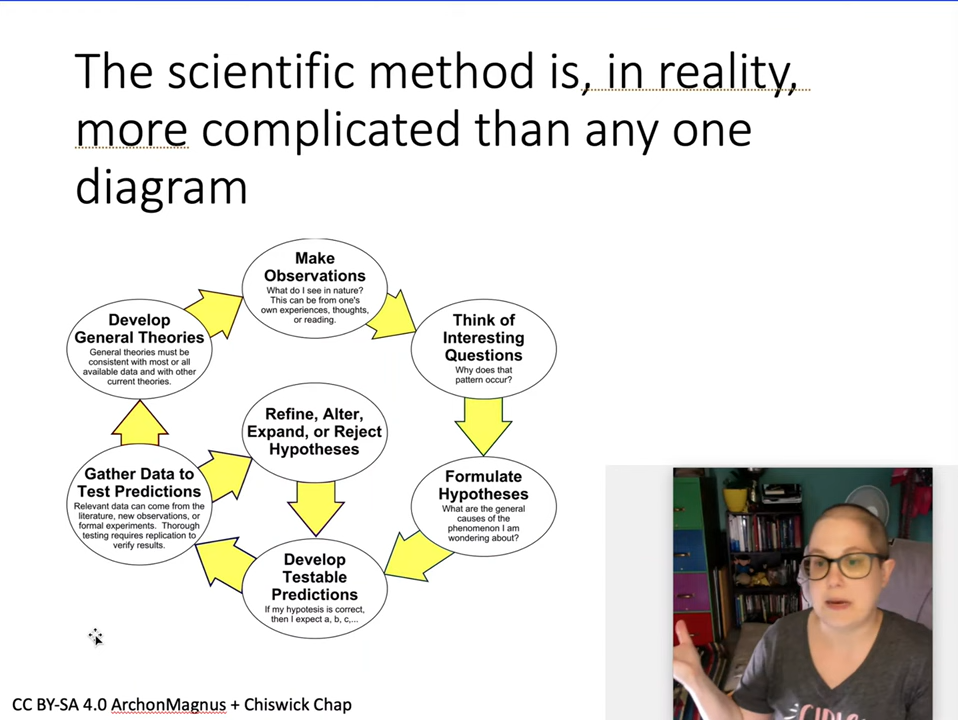 The scientific method is, in reality,
more complicated than any one
diagram
Make
Observations
What do I see in nature?
This can be from one's
own experiences, thoughts,
or reading.
Think of
Interesting
Questions
Why does that
pattern occur?
Formulate
Hypotheses
What are the general
causes of the
phenomenon I am
wondering about?
Develop
Testable
Predictions
If my hypotesis is correct,
then I expect a, b, c,...
Gather Data to
Test Predictions
Relevant data can come from the
literature, new observations, or
formal experiments. Thorough
testing requires replication to
verify results.
Refine, Alter,
Expand, or Reject
Hypotheses
Develop
General Theories
General theories must be
consistent with most or all
available data and with other
current theories.
CC BY-SA 4.0 ArchonMagnus + Chiswick Chap